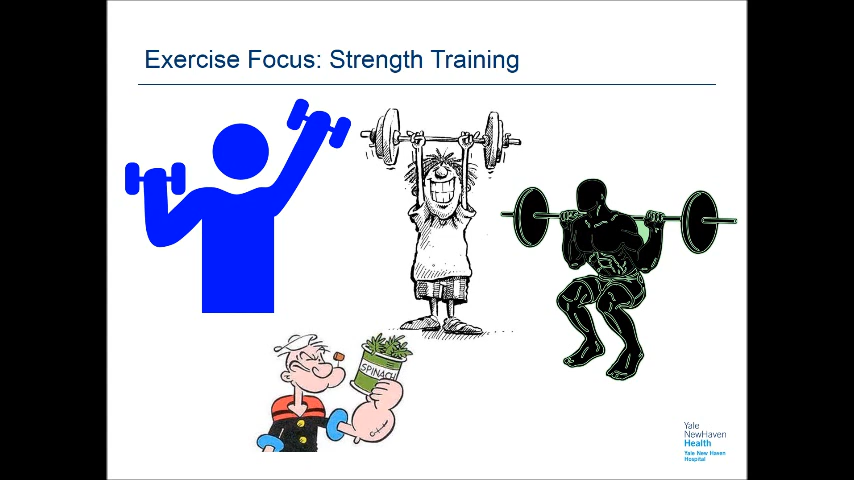 Exercise Focus: Strength Training
SPINACH
Yale
NewHaven
Health
Yale New Haven
Hospital